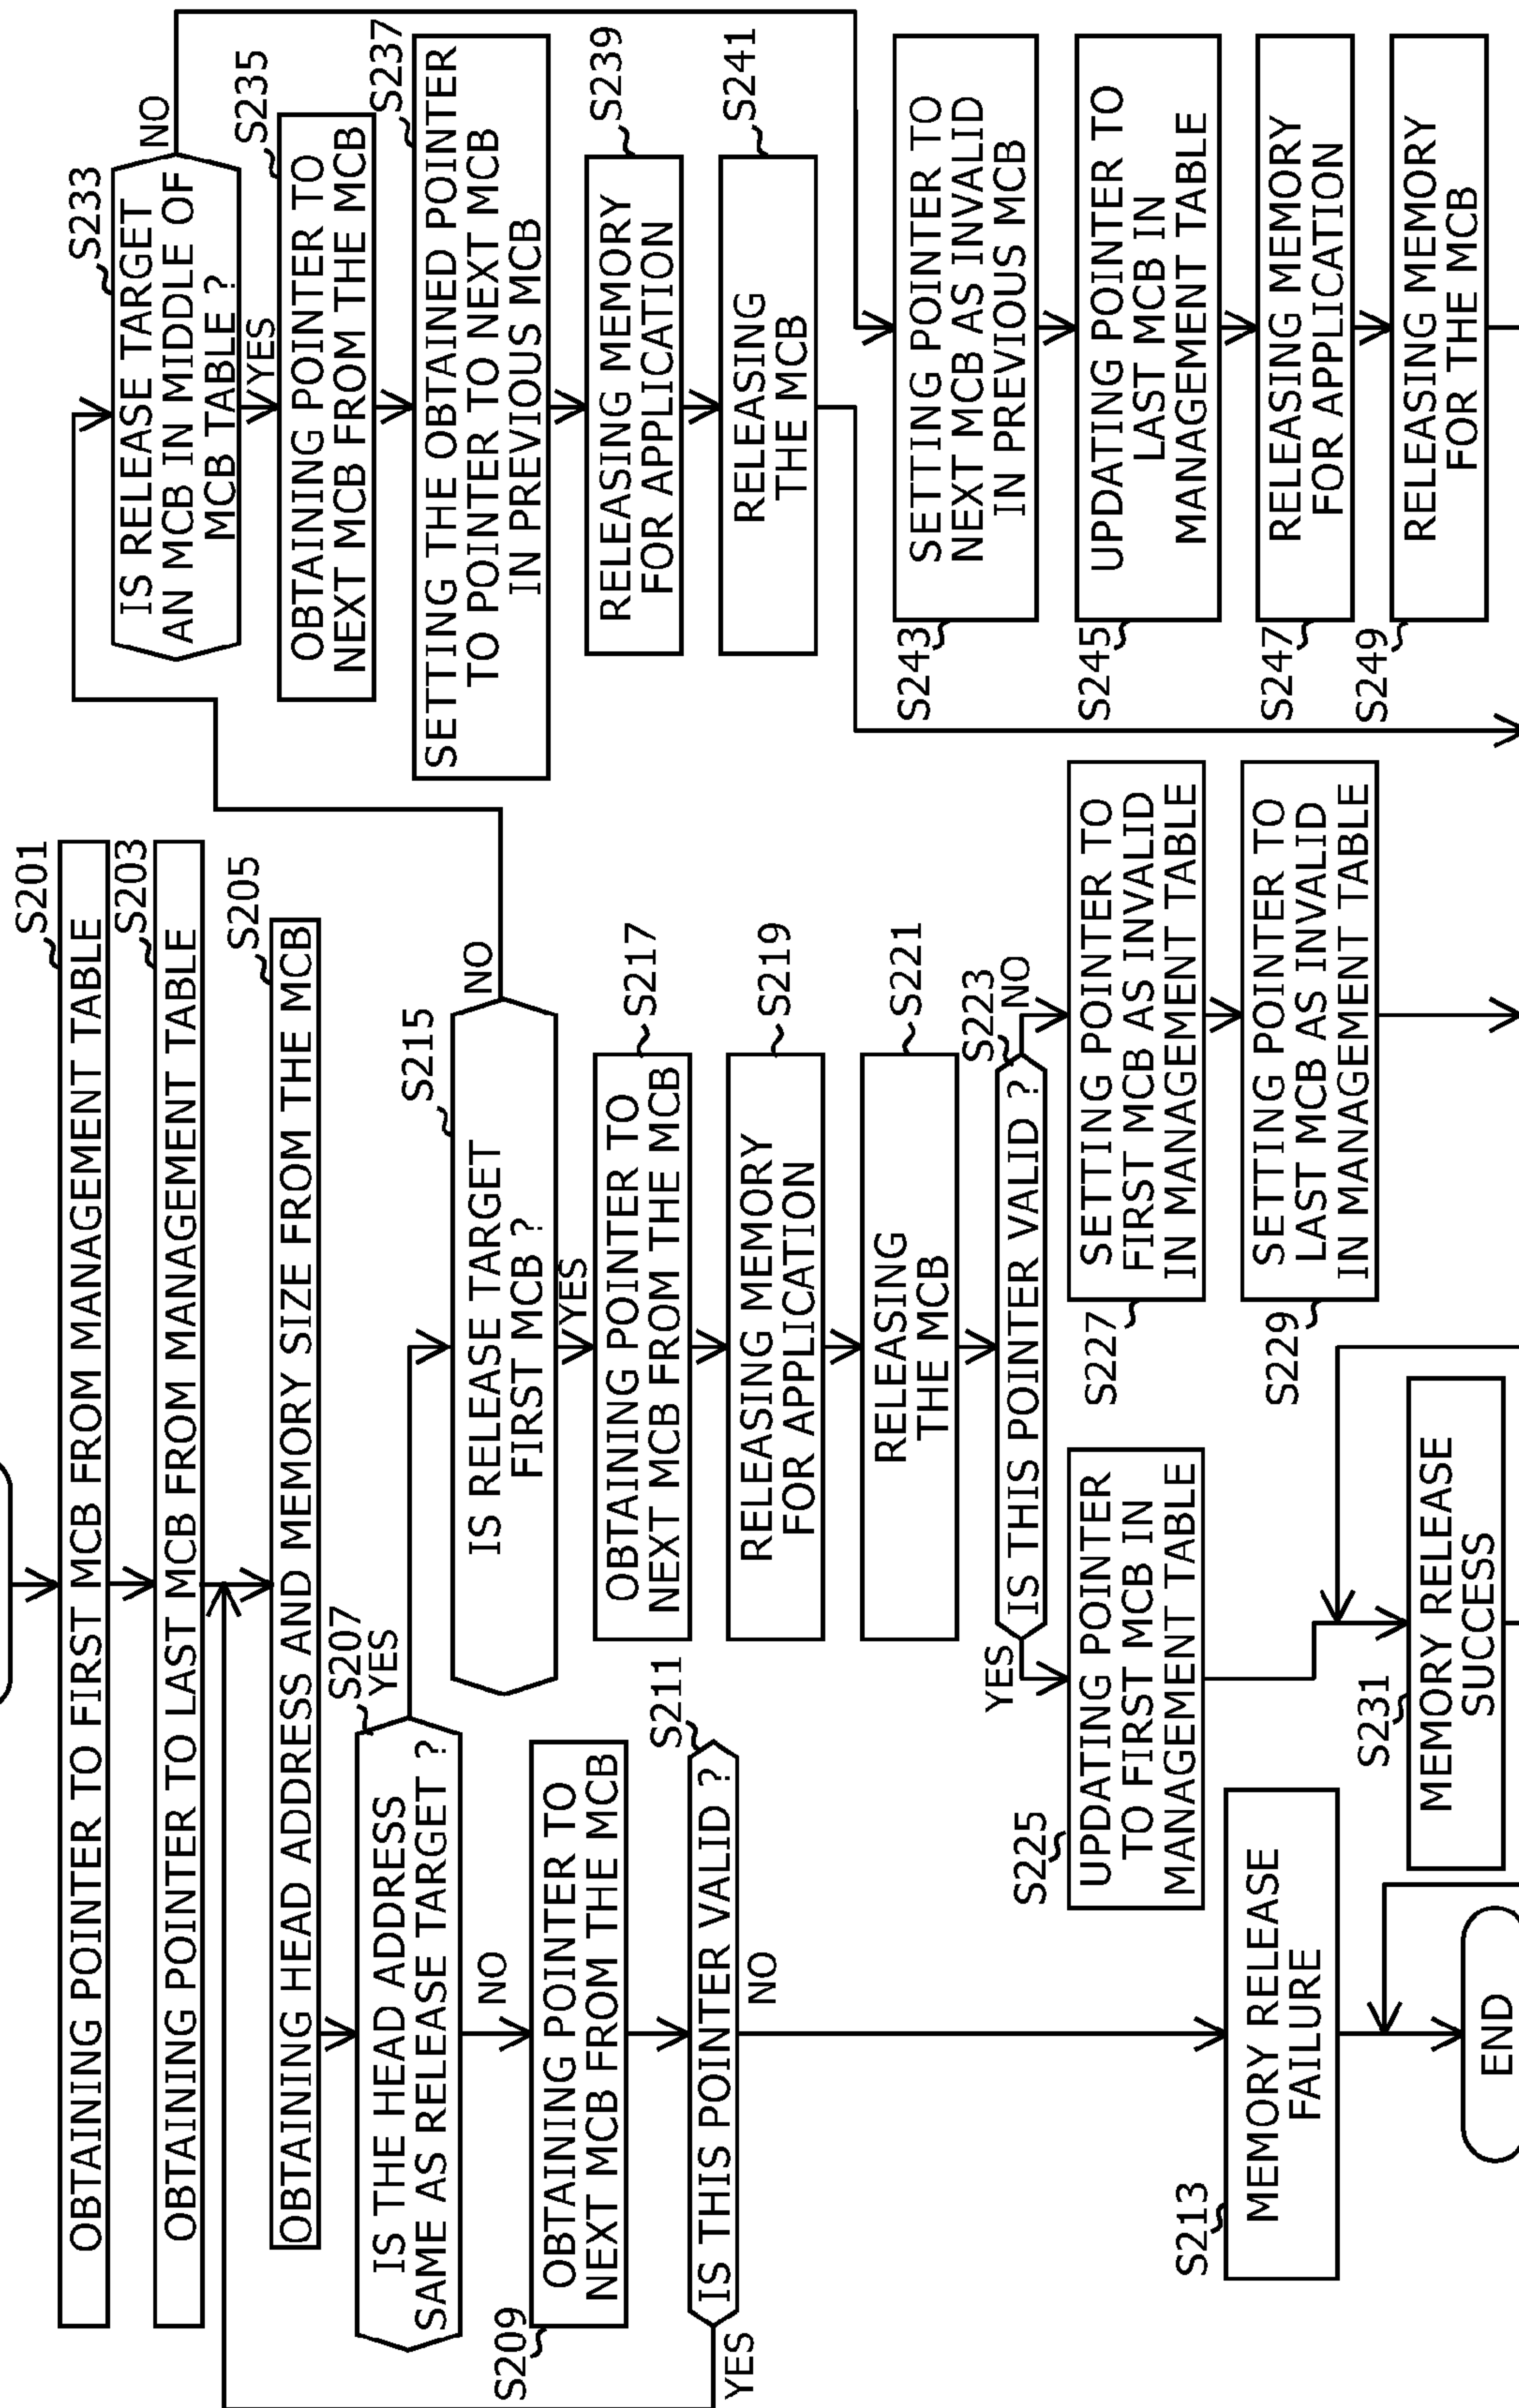 S201
OBTAINING POINTER TO FIRST MCB FROM MANAGEMENT TABLE
S203
OBTAINING POINTER TO LAST MCB FROM MANAGEMENT TABLE
S205
OBTAINING HEAD ADDRESS AND MEMORY SIZE FROM THE MCB
S207
IS THE HEAD ADDRESS
SAME AS RELEASE TARGET ?
YES
NO
S209
OBTAINING POINTER TO
NEXT MCB FROM THE MCB
S211
IS THIS POINTER VALID ?
YES
NO
S213
MEMORY RELEASE
FAILURE
END
S215
IS RELEASE TARGET
FIRST MCB ?
NO
YES
S217
OBTAINING POINTER TO
NEXT MCB FROM THE MCB
S219
RELEASING MEMORY
FOR APPLICATION
S221
RELEASING
THE MCB
S223
IS THIS POINTER VALID ?
YES
NO
S225
UPDATING POINTER
TO FIRST MCB IN
MANAGEMENT TABLE
S227
SETTING POINTER TO
FIRST MCB AS INVALID
IN MANAGEMENT TABLE
S229
SETTING POINTER TO
LAST MCB AS INVALID
IN MANAGEMENT TABLE
S231
MEMORY RELEASE
SUCCESS
S233
IS RELEASE TARGET
AN MCB IN MIDDLE OF
MCB TABLE ?
NO
YES
S235
OBTAINING POINTER TO
NEXT MCB FROM THE MCB
S237
SETTING THE OBTAINED POINTER
TO POINTER TO NEXT MCB
IN PREVIOUS MCB
S239
RELEASING MEMORY
FOR APPLICATION
S241
RELEASING
THE MCB
S243
SETTING POINTER TO
NEXT MCB AS INVALID
IN PREVIOUS MCB
S245
UPDATING POINTER TO
LAST MCB IN
MANAGEMENT TABLE
S247
RELEASING MEMORY
FOR APPLICATION
S249
RELEASING MEMORY
FOR THE MCB